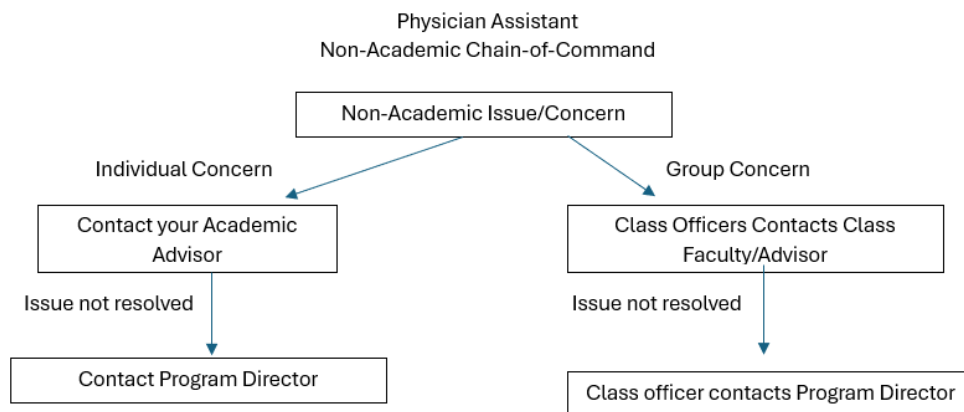 Physician Assistant
Non-Academic Chain-of-Command
Non-Academic Issue/Concern
Individual Concern
Group Concern
Contact your Academic
Advisor
Class Officers Contacts Class
Faculty/Advisor
Issue not resolved
Issue not resolved
Contact Program Director
Class officer contacts Program Director